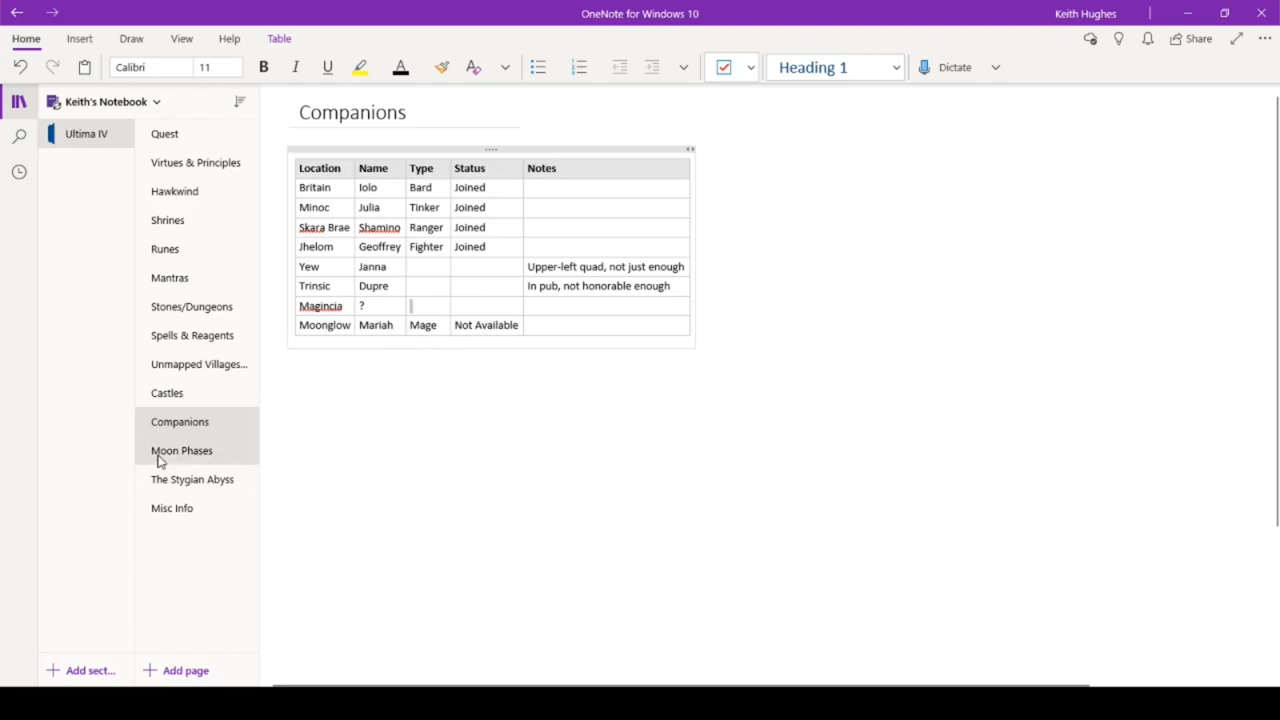 OneNote for Windows 10
Keith Hughes
Home Insert Draw View Help Table
Share
Calibri 11 B I U A A Heading 1 Dictate
Keith's Notebook
Ultima IV
Quest
Virtues & Principles
Hawkwind
Shrines
Runes
Mantras
Stones/Dungeons
Spells & Reagents
Unmapped Villages...
Castles
Companions
Moon Phases
The Stygian Abyss
Misc Info
Add sect...
Add page
Companions
Location Name Type Status Notes
Britain Iolo Bard Joined
Minoc Julia Tinker Joined
Skara Brae Shamino Ranger Joined
Jhelom Geoffrey Fighter Joined
Yew Janna Upper-left quad, not just enough
Trinsic Dupre In pub, not honorable enough
Magincia ?
Moonglow Mariah Mage Not Available